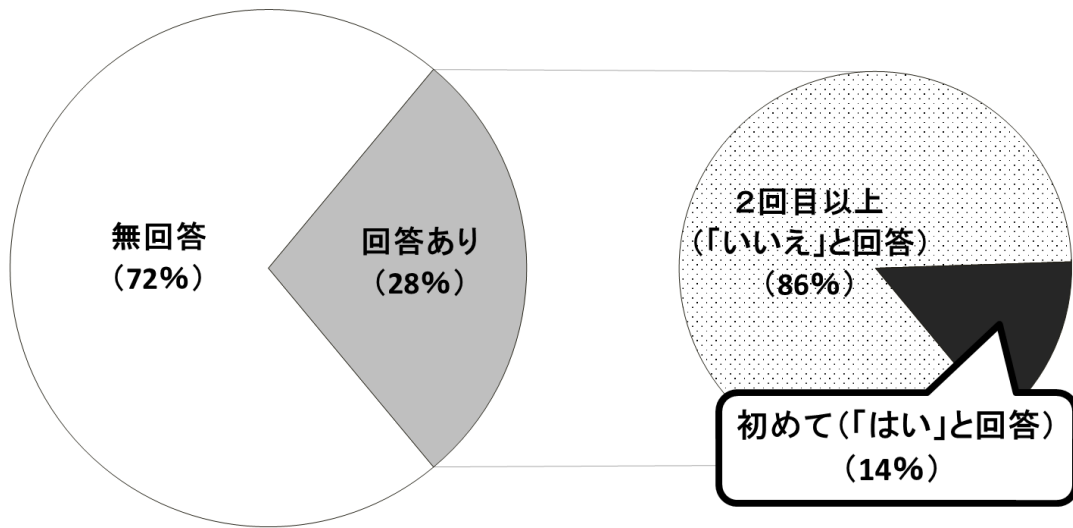 無回答
（72%）
回答あり
（28%）
２回目以上
（「いいえ」と回答）
（86%）
初めて（「はい」と回答）
（14%）